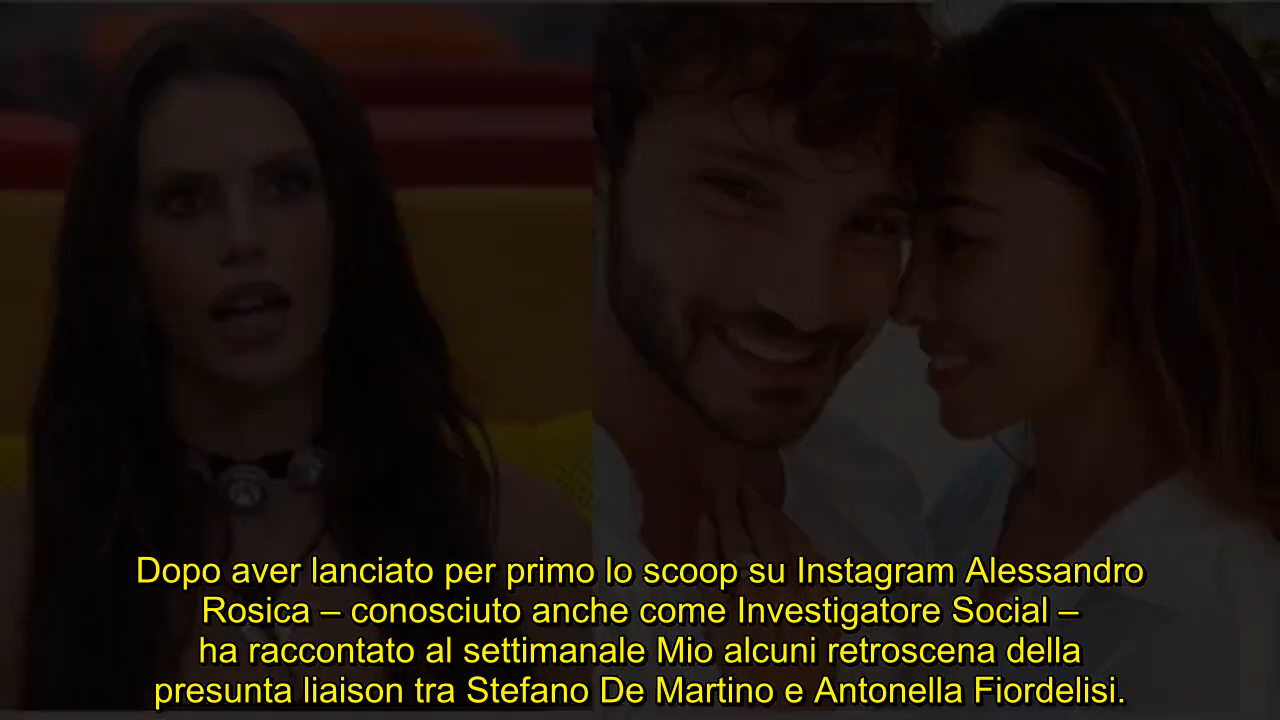 Dopo aver lanciato per primo lo scoop su Instagram Alessandro
Rosica – conosciuto anche come Investigatore Social –
ha raccontato al settimanale Mio alcuni retroscena della
presunta liaison tra Stefano De Martino e Antonella Fiordelisi.